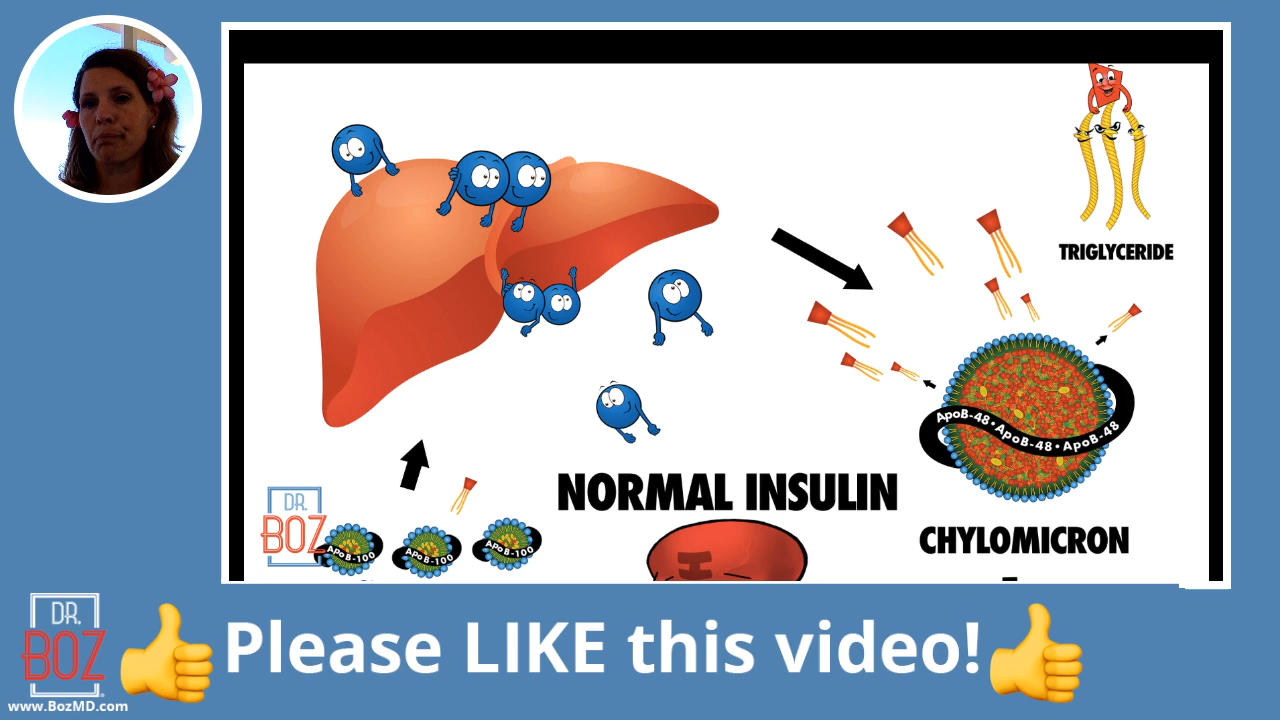 TRIGLYCERIDE
ApoB-48 • ApoB-48 • ApoB-48
NORMAL INSULIN
CHYLOMICRON
DR.
BOZ
ApoB-100
ApoB-100
ApoB-100
DR.
BOZ
Please LIKE this video!
www.BozMD.com